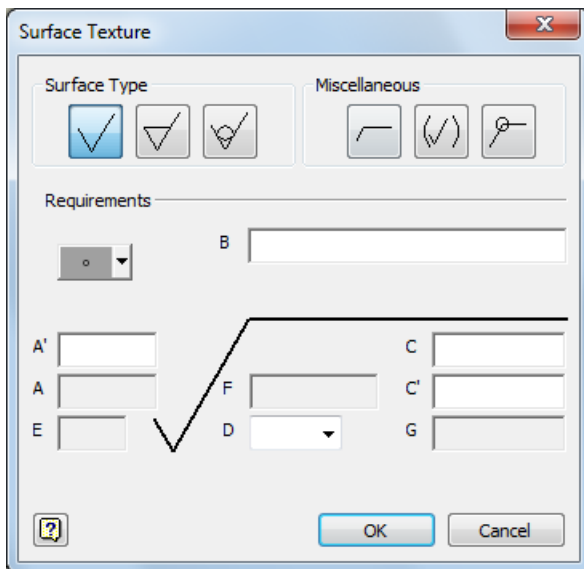 Surface Texture
Surface Type
Miscellaneous
Requirements
B
A'
A
E
F
D
C
C'
G
OK
Cancel